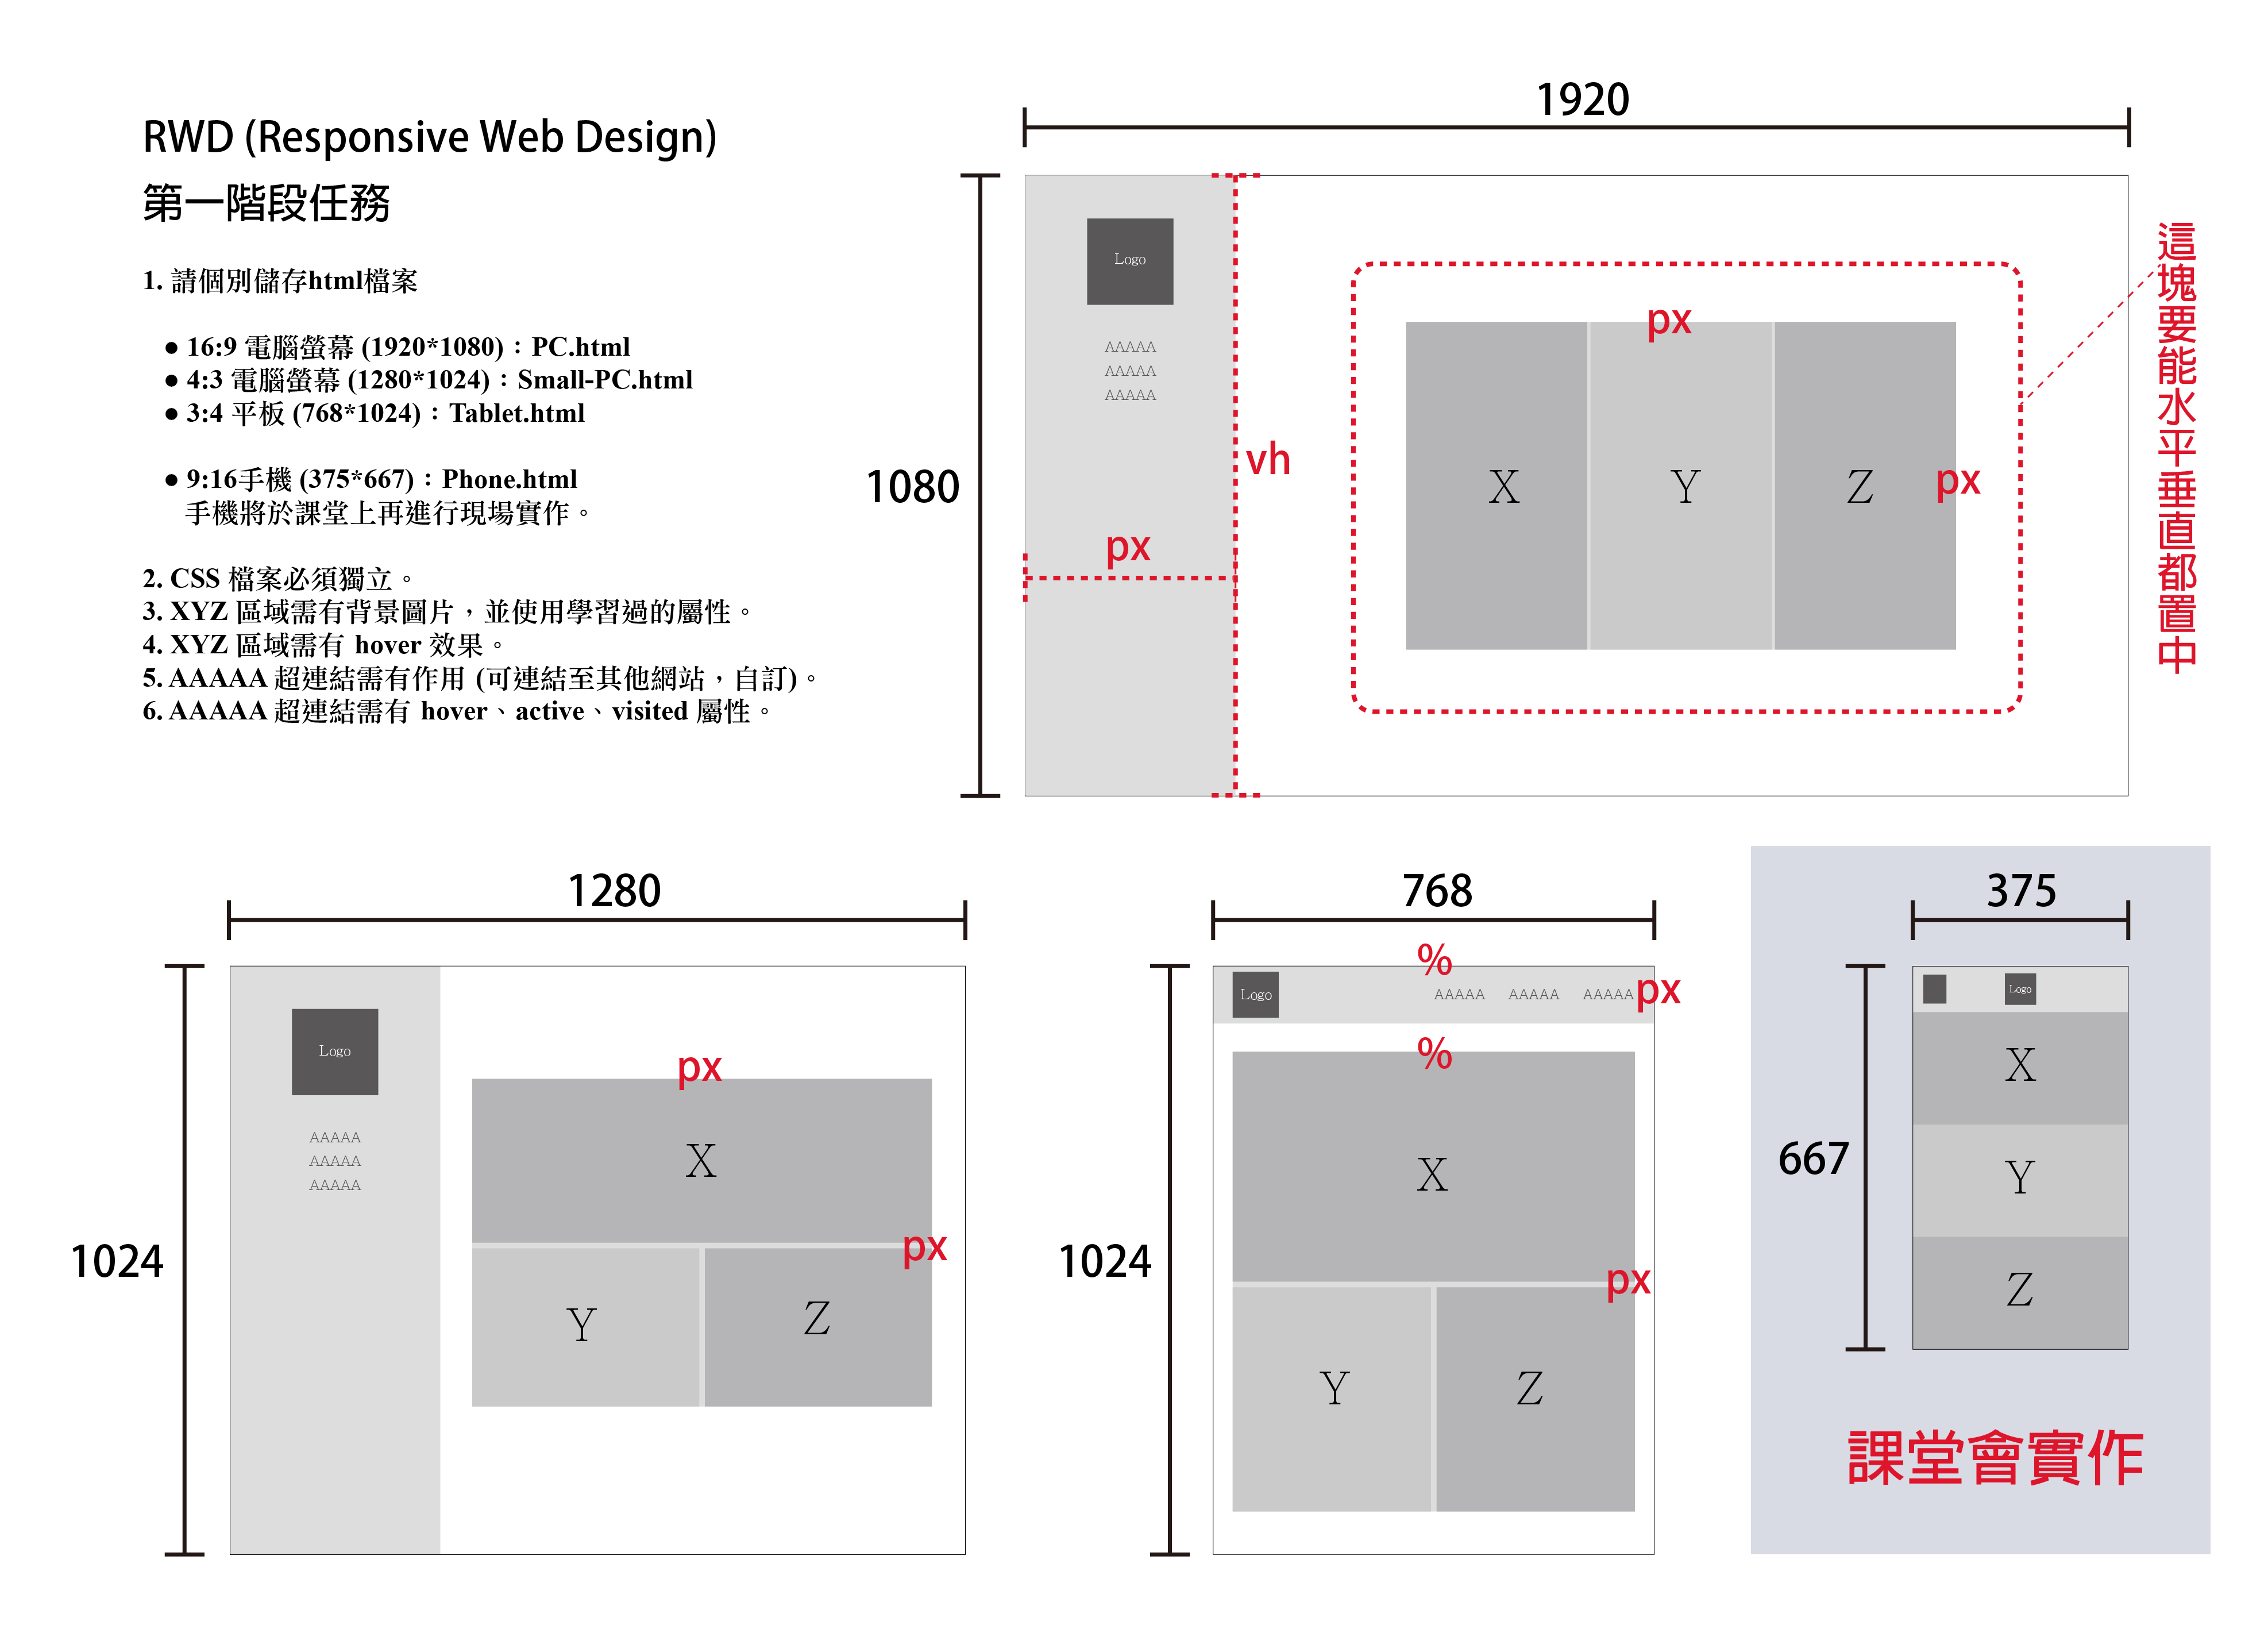 RWD (Responsive Web Design)
第一階段任務
1. 請個別儲存html檔案
● 16:9 電腦螢幕 (1920*1080)：PC.html
● 4:3 電腦螢幕 (1280*1024)：Small-PC.html
● 3:4 平板 (768*1024)：Tablet.html
● 9:16手機 (375*667)：Phone.html
手機將於課堂上再進行現場實作。
2. CSS 檔案必須獨立。
3. XYZ 區域需有背景圖片，並使用學習過的屬性。
4. XYZ 區域需有 hover 效果。
5. AAAAA 超連結需有作用 (可連結至其他網站，自訂)。
6. AAAAA 超連結需有 hover、active、visited 屬性。
1920
1080
Logo
AAAAA
AAAAA
AAAAA
px
vh
px
X
Y
Z
px
這塊要能水平垂直都置中
1280
1024
Logo
AAAAA
AAAAA
AAAAA
px
X
px
Y
Z
768
1024
%
Logo
AAAAA
AAAAA
AAAAA
px
%
X
px
Y
Z
375
667
Logo
X
Y
Z
課堂會實作